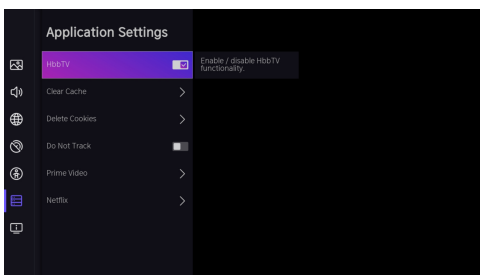 Application Settings
HbbTV
Enable / disable HbbTV
functionality.
Clear Cache
Delete Cookies
Do Not Track
Prime Video
Netflix